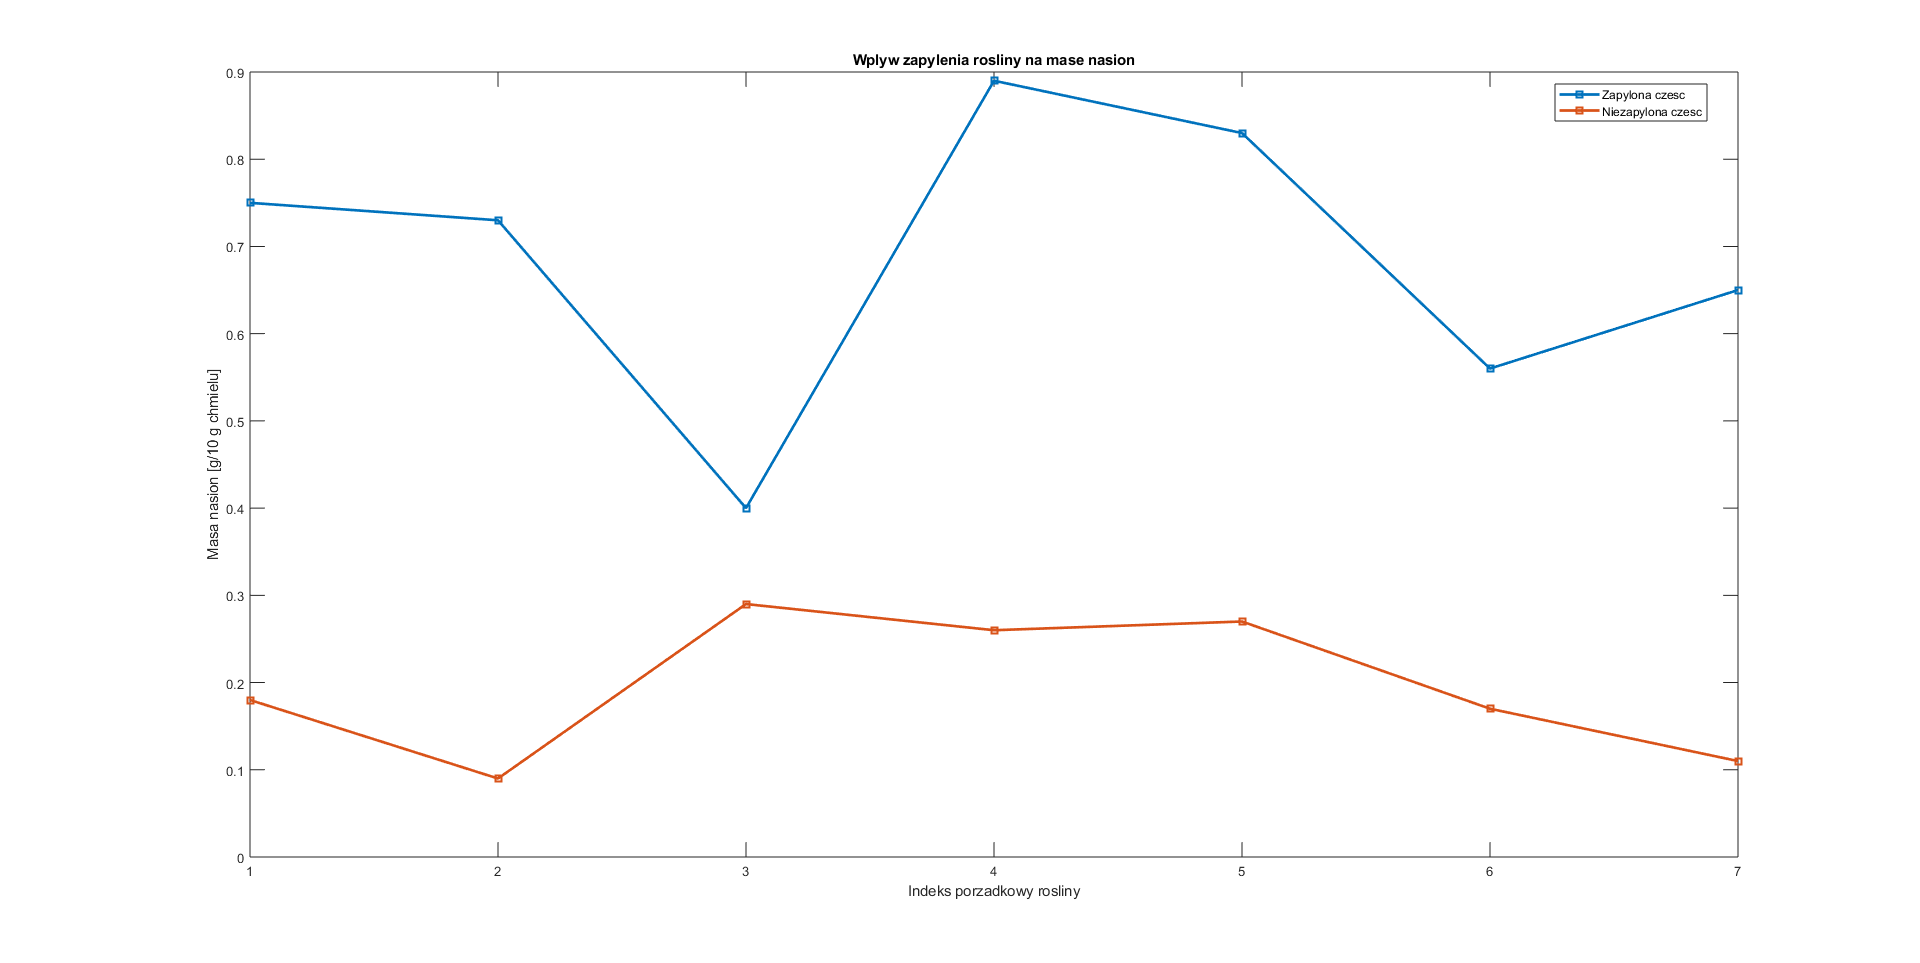 Wplyw zapylenia rosliny na mase nasion
Zapylona czesc
Niezapylona czesc
Masa nasion [g/10 g chmielu]
0.9
0.8
0.7
0.6
0.5
0.4
0.3
0.2
0.1
0
1 2 3 4 5 6 7
Indeks porzadkowy rosliny